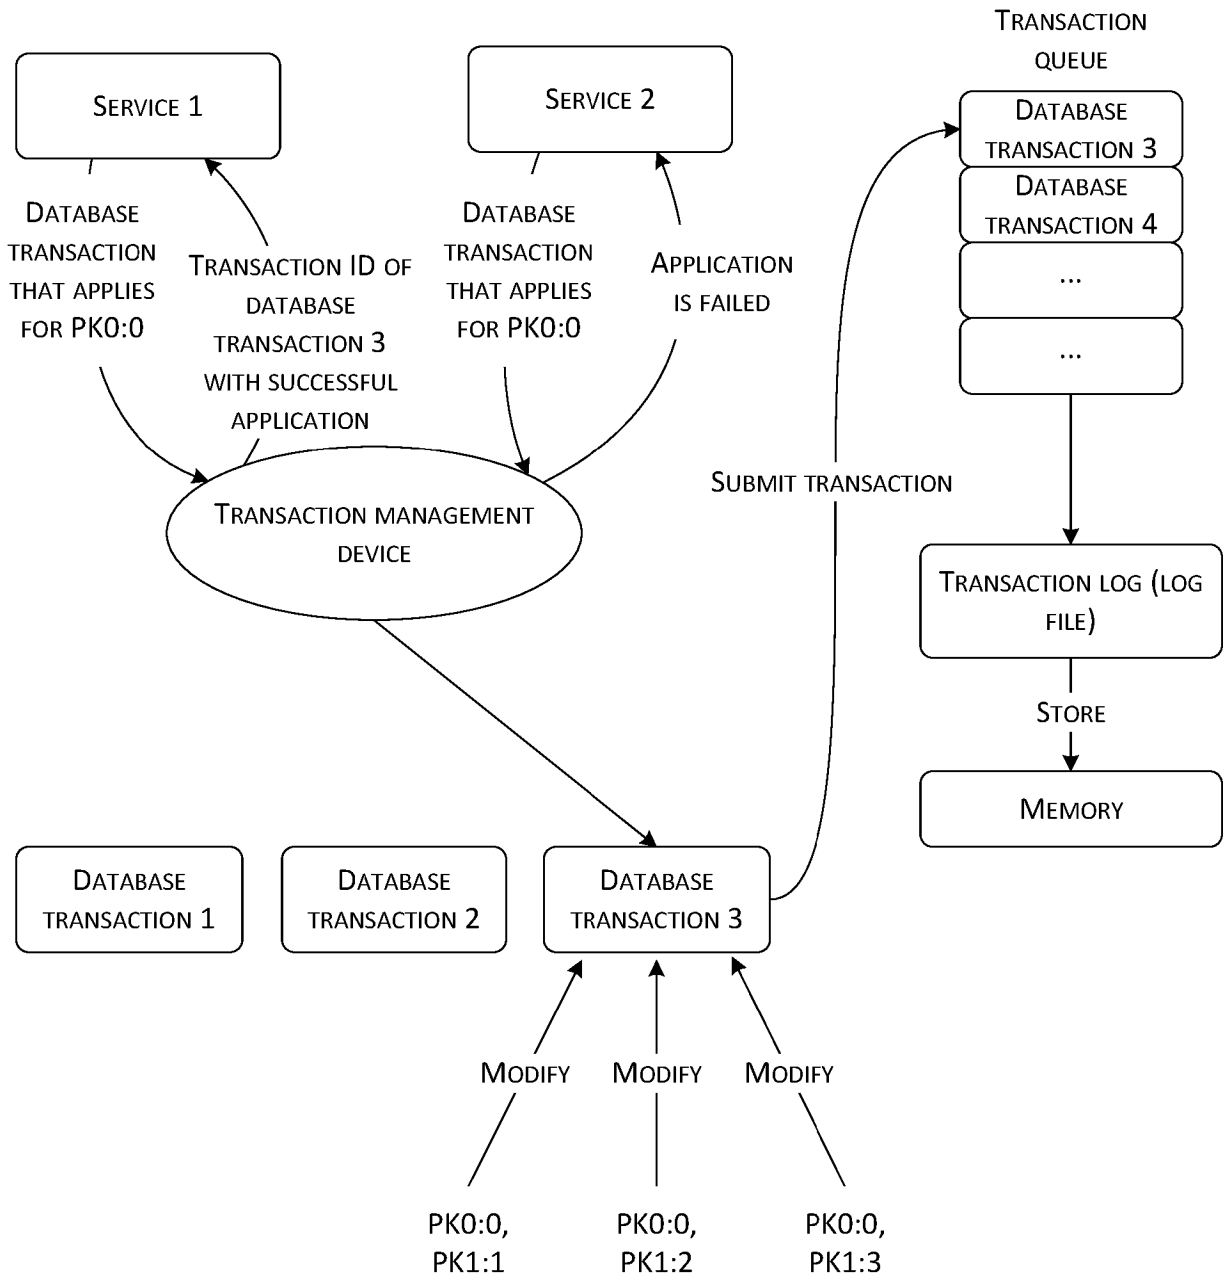 Transaction
queue
Service 1
Service 2
Database
transaction 3
Database
transaction 4
...
...
Database
transaction
that applies
for PK0:0
Transaction ID of
database
transaction 3
with successful
application
Database
transaction
that applies
for PK0:0
Application
is failed
Submit transaction
Transaction management
device
Transaction log (log
file)
Store
Memory
Database
transaction 1
Database
transaction 2
Database
transaction 3
Modify
Modify
Modify
PK0:0,
PK1:1
PK0:0,
PK1:2
PK0:0,
PK1:3